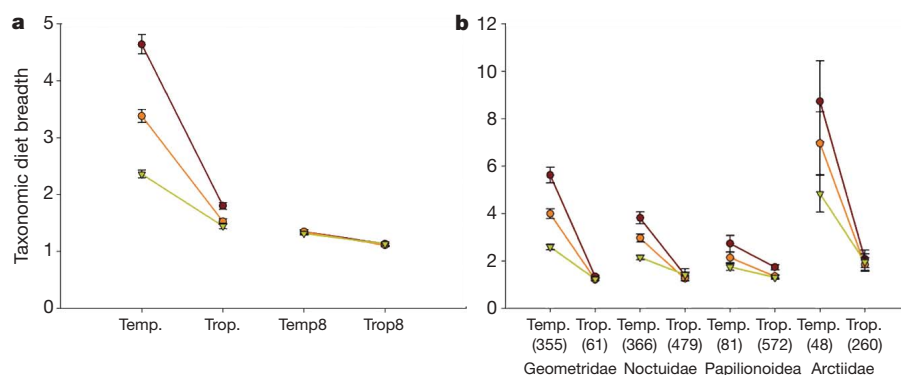 a
b
5
4
3
2
1
0
Taxonomic diet breadth
Temp. Trop. Temp8 Trop8
12
10
8
6
4
2
0
Temp. Trop. Temp. Trop. Temp. Trop. Temp. Trop.
(355) (61) (366) (479) (81) (572) (48) (260)
Geometridae Noctuidae Papilionoidea Arctiidae